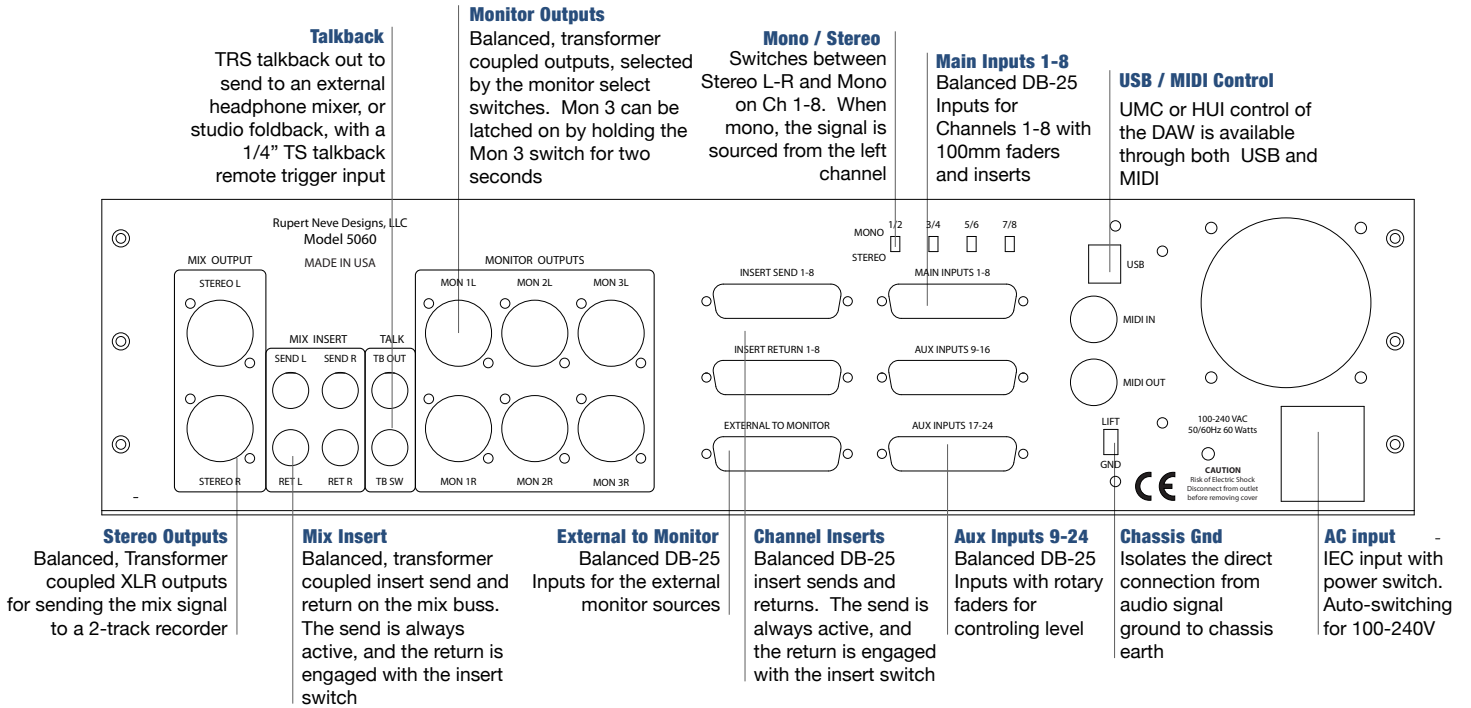 Talkback
TRS talkback out to
send to an external
headphone mixer, or
studio foldback, with a
1/4” TS talkback
remote trigger input
Monitor Outputs
Balanced, transformer
coupled outputs, selected
by the monitor select
switches.  Mon 3 can be
latched on by holding the
Mon 3 switch for two
seconds
Mono / Stereo
Switches between
Stereo L-R and Mono
on Ch 1-8.  When
mono, the signal is
sourced from the left
channel
Main Inputs 1-8
Balanced DB-25
Inputs for
Channels 1-8 with
100mm faders
and inserts
USB / MIDI Control
UMC or HUI control of
the DAW is available
through both  USB and
MIDI
Rupert Neve Designs, LLC
Model 5060
MADE IN USA
MIX OUTPUT
STEREO L
STEREO R
MIX INSERT
SEND L SEND R
RET L RET R
TALK
TB OUT
TB SW
MONITOR OUTPUTS
MON 1L MON 2L MON 3L
MON 1R MON 2R MON 3R
1/2 3/4 5/6 7/8
MONO
STEREO
INSERT SEND 1-8
INSERT RETURN 1-8
EXTERNAL TO MONITOR
MAIN INPUTS 1-8
AUX INPUTS 9-16
AUX INPUTS 17-24
USB
MIDI IN
MIDI OUT
LIFT
GND
100-240 VAC
50/60Hz 60 Watts
CE
CAUTION
Risk of Electric Shock
Disconnect from outlet
before removing cover
Stereo Outputs
Balanced, Transformer
coupled XLR outputs
for sending the mix signal
to a 2-track recorder
Mix Insert
Balanced, transformer
coupled insert send and
return on the mix buss.
The send is always
active, and the return is
engaged with the insert
switch
External to Monitor
Balanced DB-25
Inputs for the external
monitor sources
Channel Inserts
Balanced DB-25
insert sends and
returns.  The send is
always active, and
the return is engaged
with the insert switch
Aux Inputs 9-24
Balanced DB-25
Inputs with rotary
faders for
controling level
Chassis Gnd
Isolates the direct
connection from
audio signal
ground to chassis
earth
AC input
IEC input with
power switch.
Auto-switching
for 100-240V